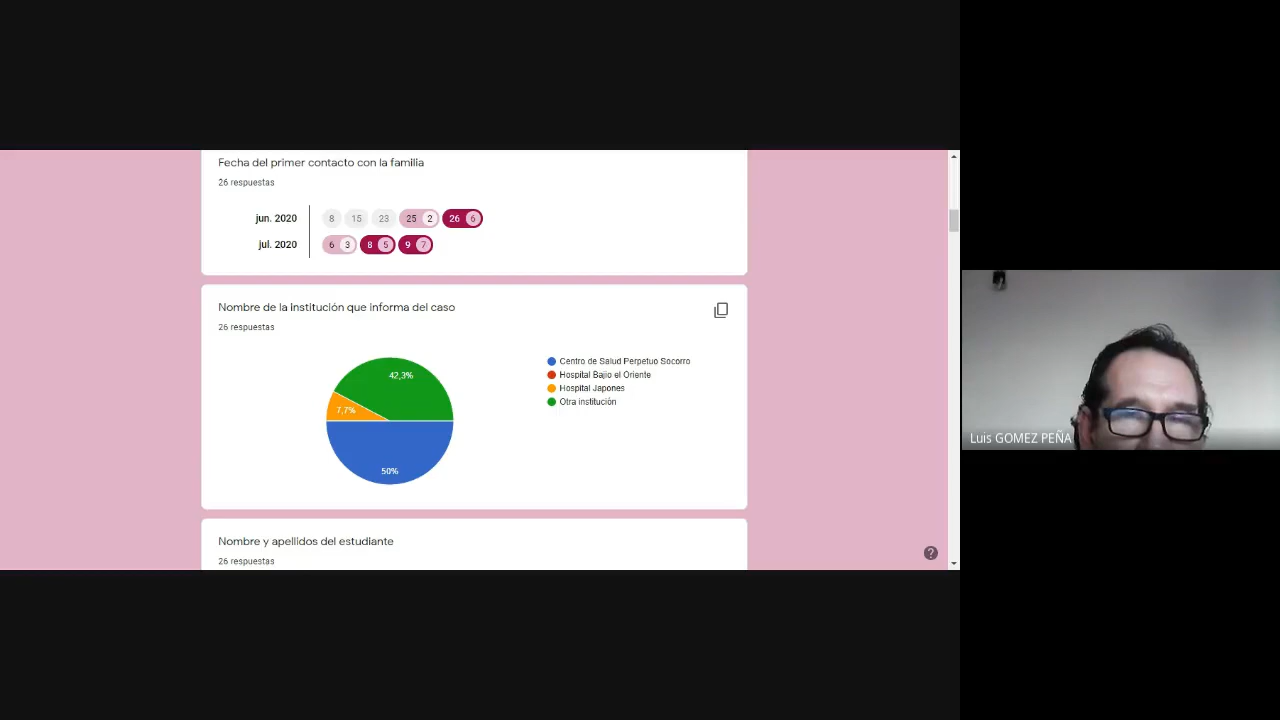 Fecha del primer contacto con la familia
26 respuestas
jun. 2020 8 15 23 25 2 26 6
jul. 2020 6 3 8 5 9 7
Nombre de la institución que informa del caso
26 respuestas
42,3%
7,7%
50%
Centro de Salud Perpetuo Socorro
Hospital Bajio el Oriente
Hospital Japones
Otra institución
Nombre y apellidos del estudiante
26 respuestas
?
Luis GOMEZ PEÑA